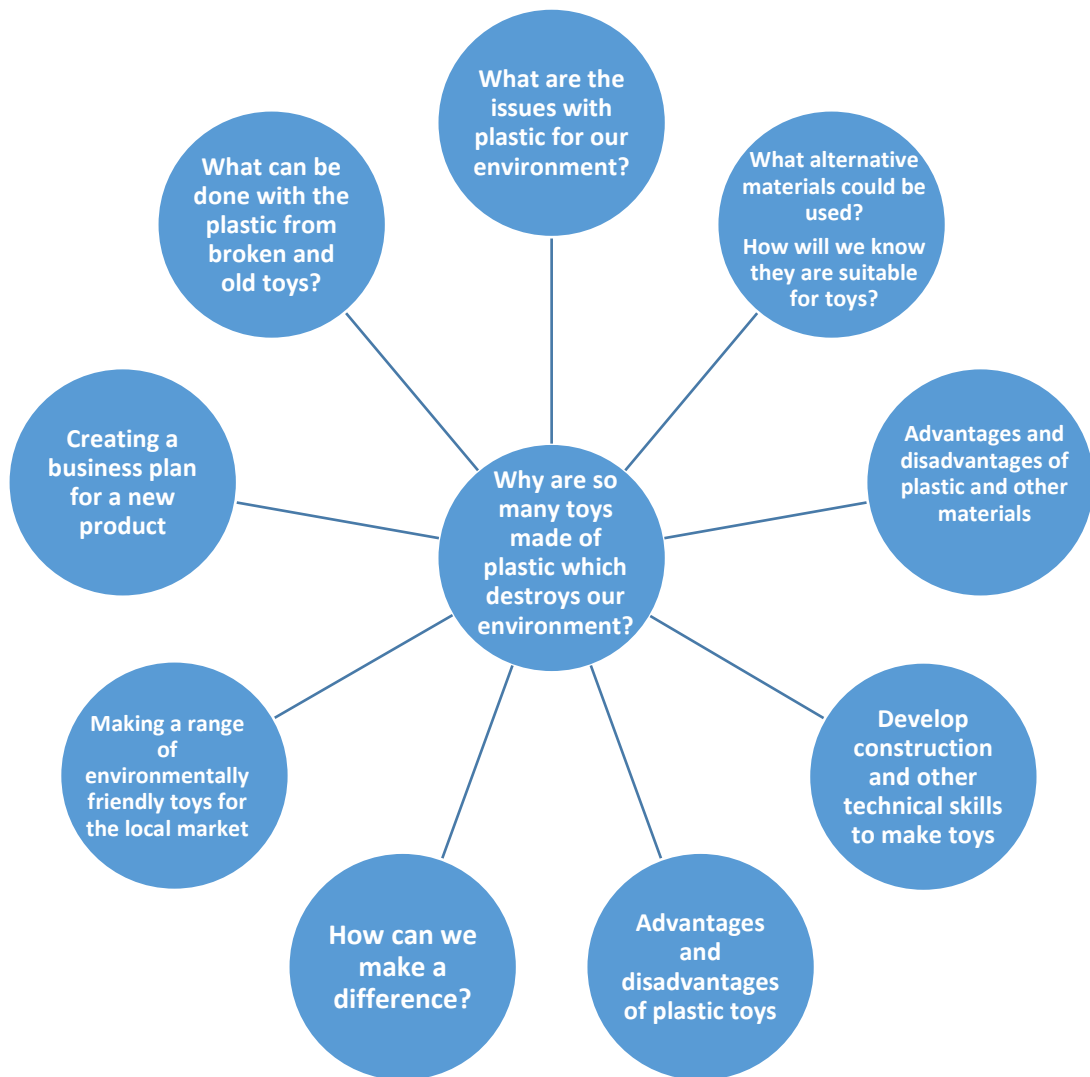 What are the
issues with
plastic for our
environment?
What alternative
materials could be
used?
How will we know
they are suitable
for toys?
Advantages and
disadvantages of
plastic and other
materials
Develop
construction
and other
technical skills
to make toys
Advantages
and
disadvantages
of plastic toys
How can we
make a
difference?
Making a range
of
environmentally
friendly toys for
the local market
Creating a
business plan
for a new
product
What can be
done with the
plastic from
broken and
old toys?
Why are so
many toys
made of
plastic which
destroys our
environment?